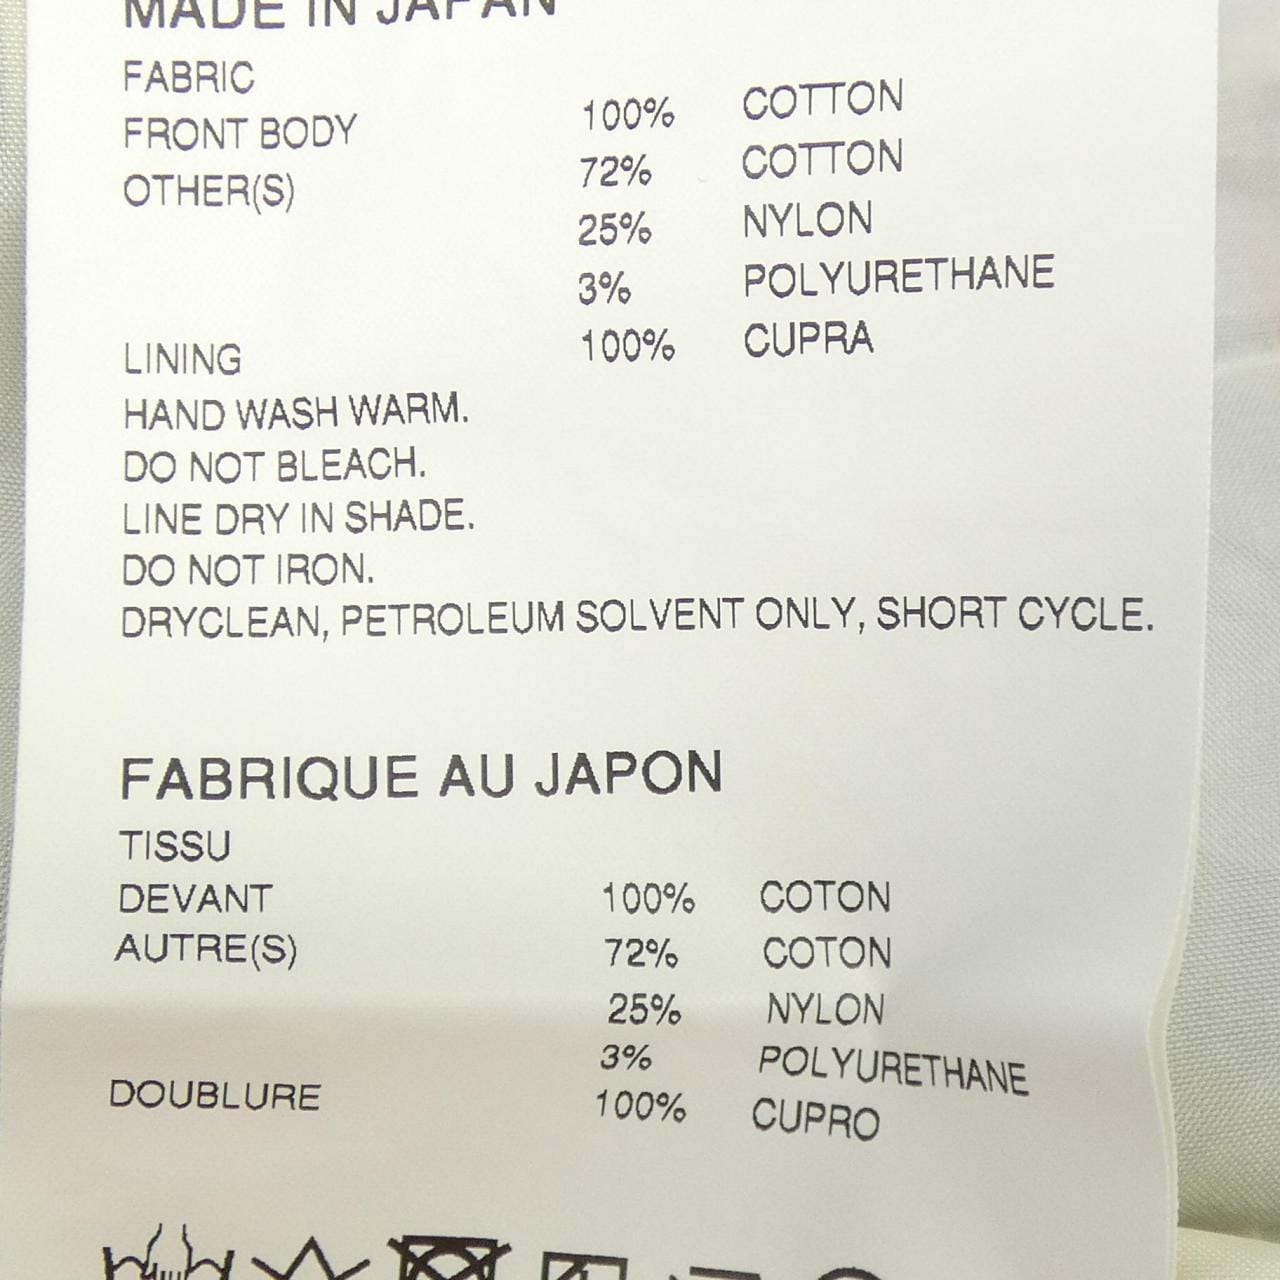 MADE IN JAPAN
FABRIC
FRONT BODY 100% COTTON
OTHER(S) 72% COTTON
25% NYLON
3% POLYURETHANE
LINING 100% CUPRA
HAND WASH WARM.
DO NOT BLEACH.
LINE DRY IN SHADE.
DO NOT IRON.
DRYCLEAN, PETROLEUM SOLVENT ONLY, SHORT CYCLE.
FABRIQUE AU JAPON
TISSU
DEVANT 100% COTON
AUTRE(S) 72% COTON
25% NYLON
3% POLYURETHANE
DOUBLURE 100% CUPRO